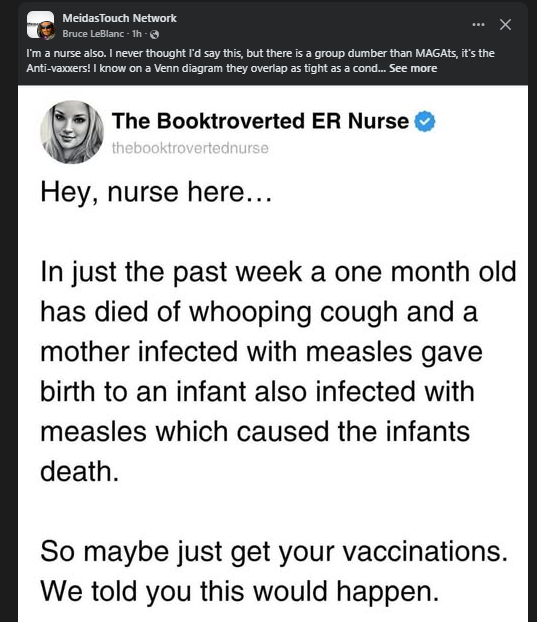 MeidasTouch Network
Bruce LeBlanc · 1h ·
I'm a nurse also. I never thought I'd say this, but there is a group dumber than MAGAts, it's the
Anti-vaxxers! I know on a Venn diagram they overlap as tight as a cond... See more
The Booktroverted ER Nurse
thebooktrovertednurse
Hey, nurse here...
In just the past week a one month old
has died of whooping cough and a
mother infected with measles gave
birth to an infant also infected with
measles which caused the infants
death.
So maybe just get your vaccinations.
We told you this would happen.